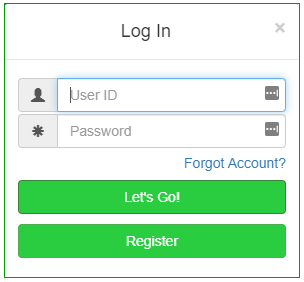 Log In
×
User ID
Password
Forgot Account?
Let's Go!
Register